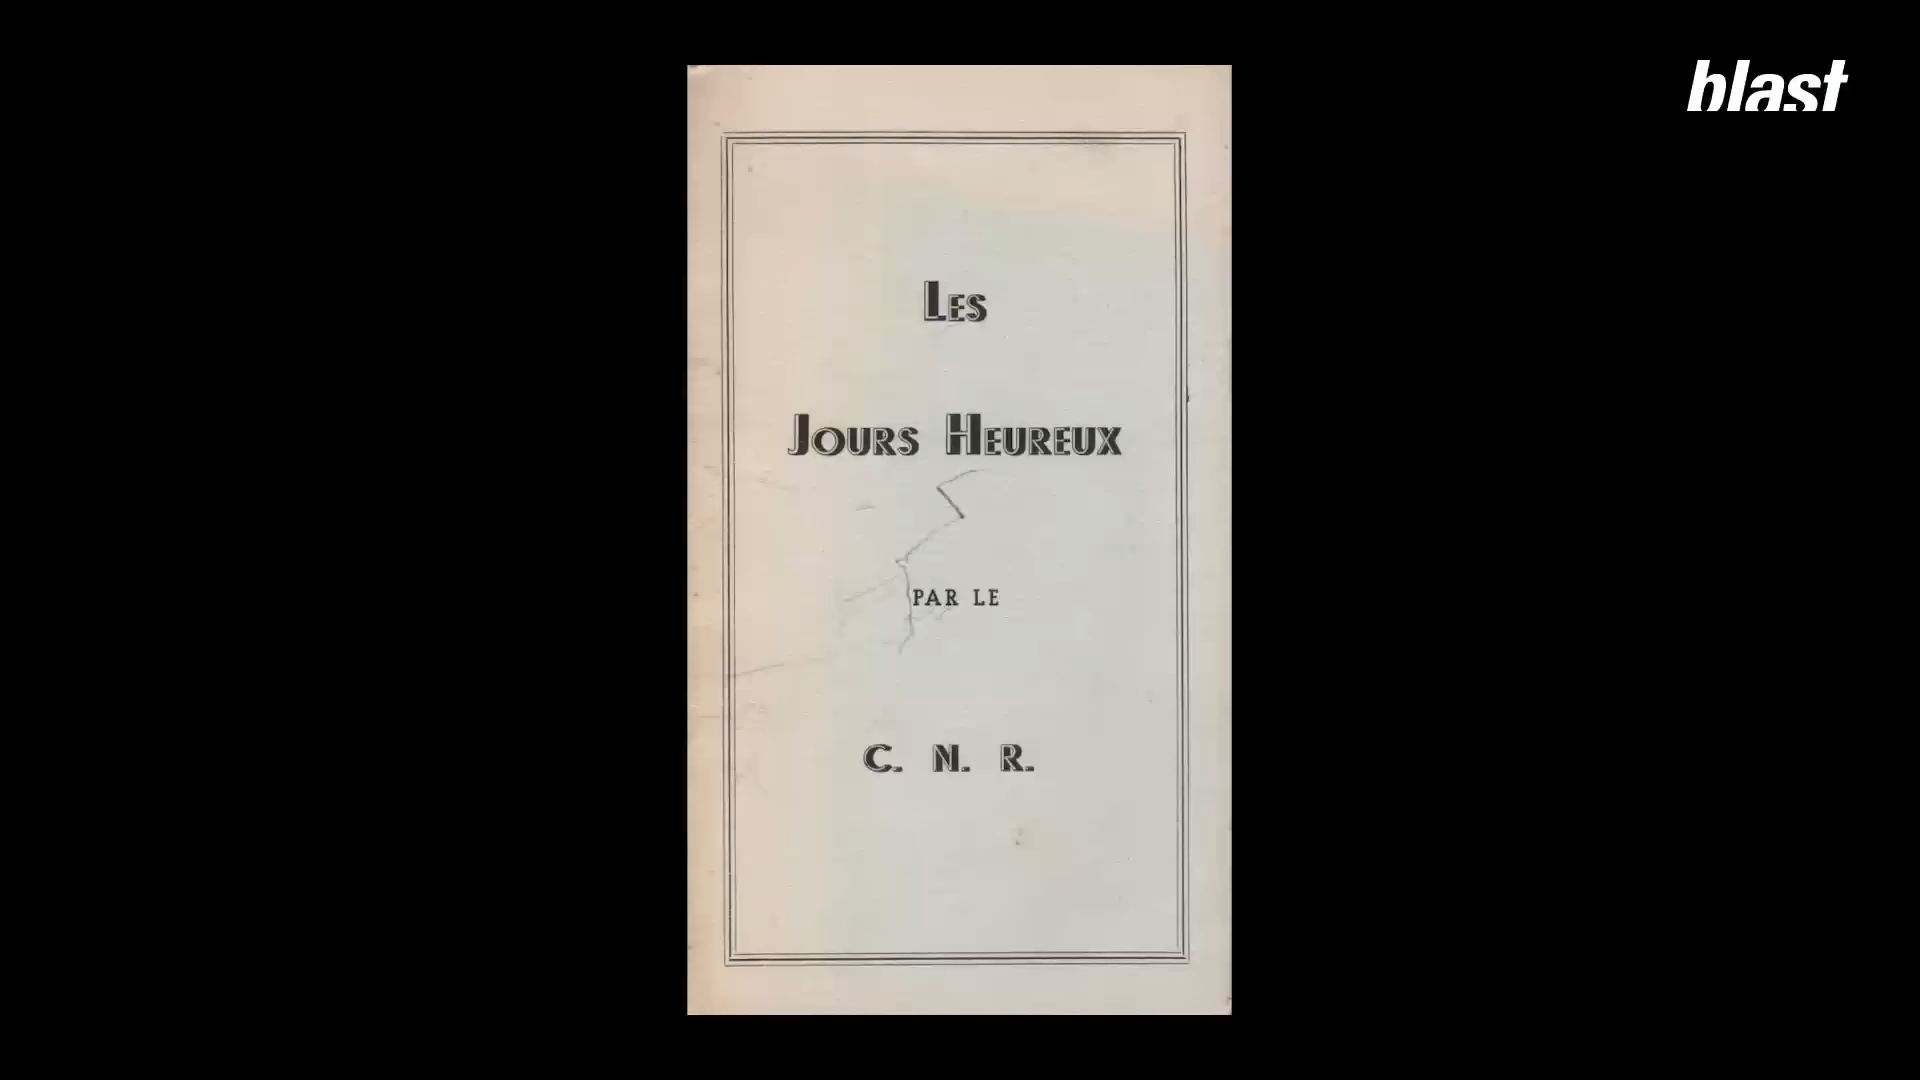 blast
Les
Jours Heureux
PAR LE
C. N. R.